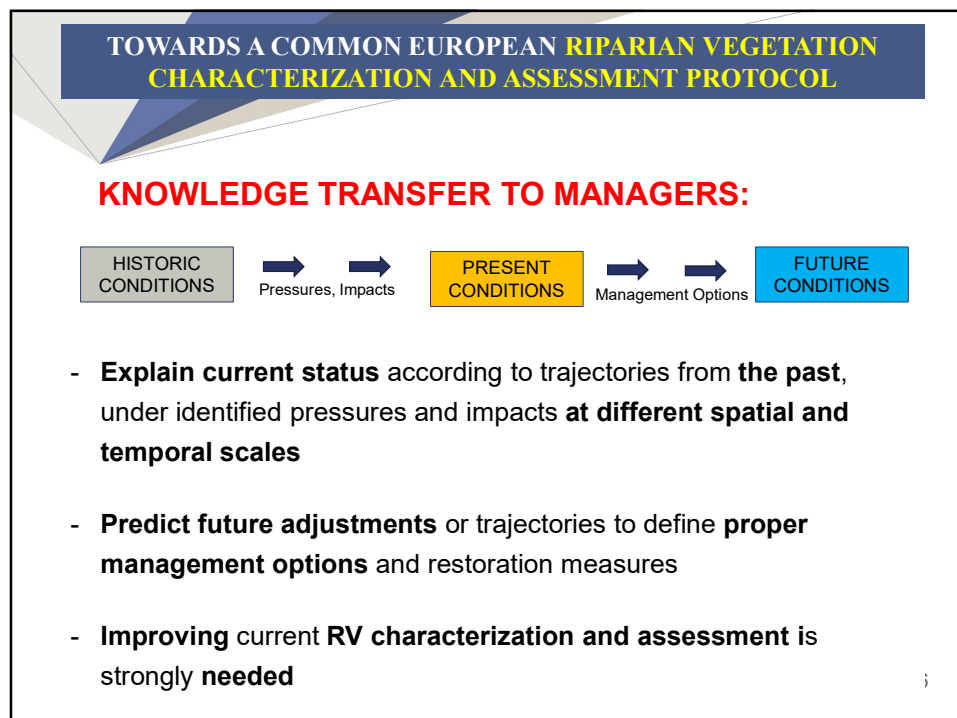 TOWARDS A COMMON EUROPEAN RIPARIAN VEGETATION
CHARACTERIZATION AND ASSESSMENT PROTOCOL
KNOWLEDGE TRANSFER TO MANAGERS:
HISTORIC
CONDITIONS
Pressures, Impacts
PRESENT
CONDITIONS
Management Options
FUTURE
CONDITIONS
- Explain current status according to trajectories from the past,
under identified pressures and impacts at different spatial and
temporal scales
- Predict future adjustments or trajectories to define proper
management options and restoration measures
- Improving current RV characterization and assessment is
strongly needed